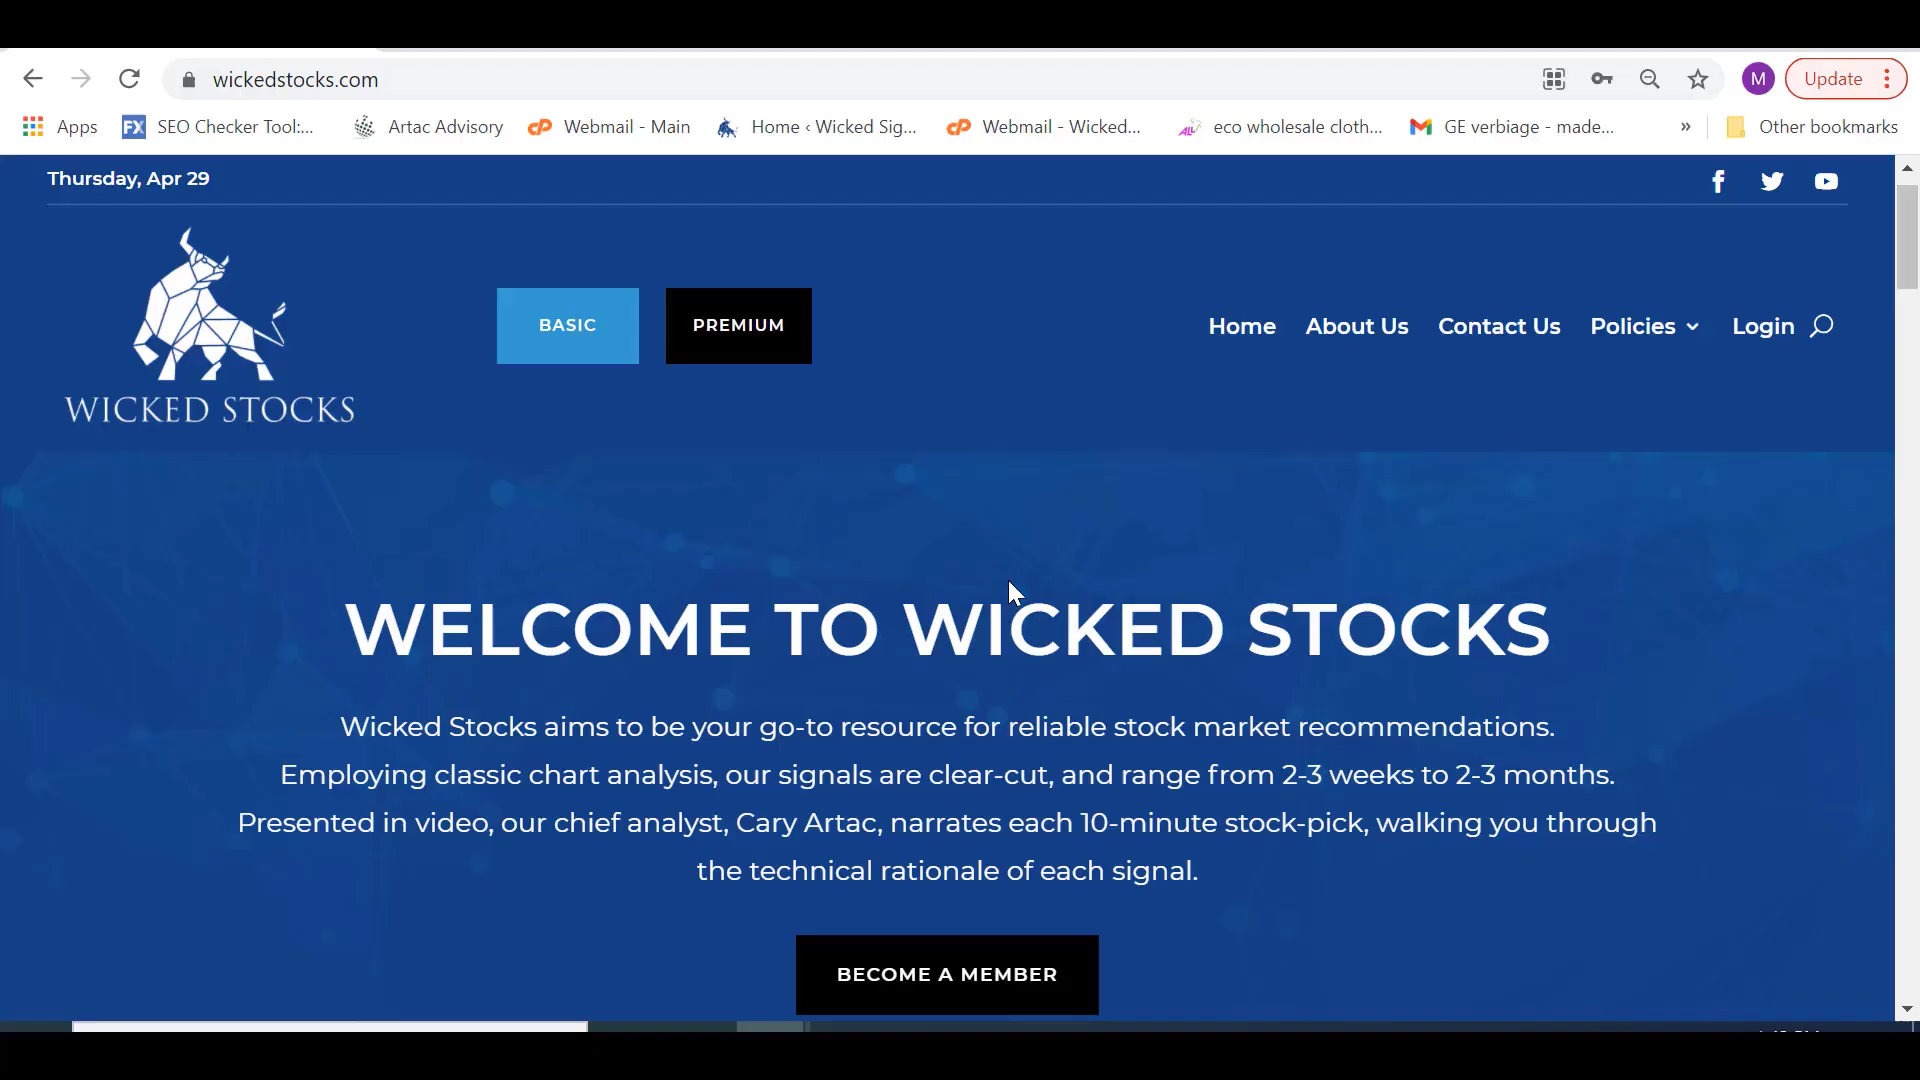 wickedstocks.com
M
Update
Apps
FX SEO Checker Tool:...
Artac Advisory
Webmail - Main
Home ‹ Wicked Sig...
Webmail - Wicked...
eco wholesale cloth...
GE verbiage - made...
»
Other bookmarks
Thursday, Apr 29
WICKED STOCKS
BASIC
PREMIUM
Home
About Us
Contact Us
Policies
Login
WELCOME TO WICKED STOCKS
Wicked Stocks aims to be your go-to resource for reliable stock market recommendations.
Employing classic chart analysis, our signals are clear-cut, and range from 2-3 weeks to 2-3 months.
Presented in video, our chief analyst, Cary Artac, narrates each 10-minute stock-pick, walking you through
the technical rationale of each signal.
BECOME A MEMBER